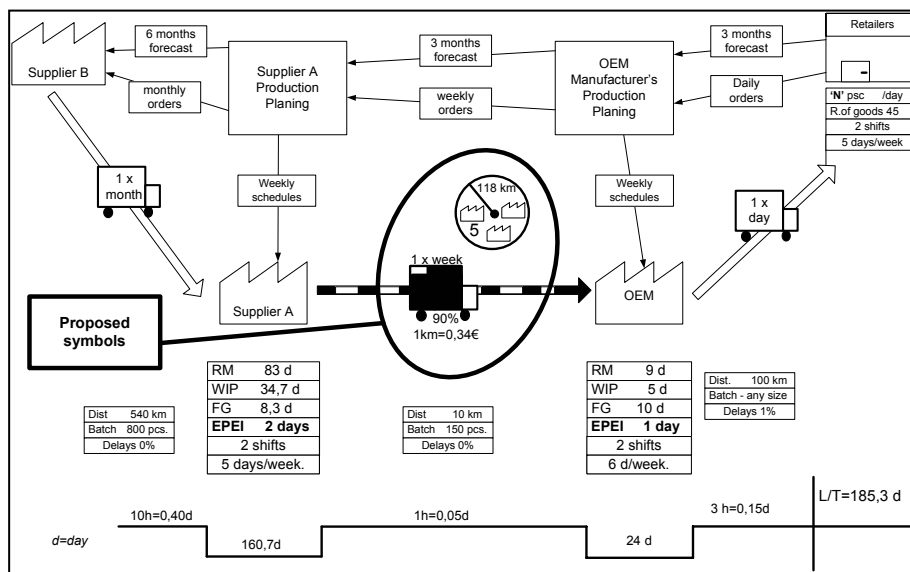 6 months
forecast
3 months
forecast
3 months
forecast
Retailers
Supplier B
Supplier A
Production
Planing
OEM
Manufacturer's
Production
Planing
monthly
orders
weekly
orders
Daily
orders
'N' psc /day
R.of goods 45
2 shifts
5 days/week
1 x
month
Weekly
schedules
118 km
5
Weekly
schedules
1 x
day
1 x week
Supplier A
OEM
90%
1km=0,34€
Proposed
symbols
RM 83 d
WIP 34,7 d
FG 8,3 d
EPEI 2 days
2 shifts
5 days/week.
RM 9 d
WIP 5 d
FG 10 d
EPEI 1 day
2 shifts
6 d/week.
Dist. 100 km
Batch - any size
Delays 1%
Dist 540 km
Batch 800 pcs.
Delays 0%
Dist 10 km
Batch 150 pcs.
Delays 0%
10h=0,40d
1h=0,05d
3 h=0,15d
L/T=185,3 d
d=day
160,7d
24 d